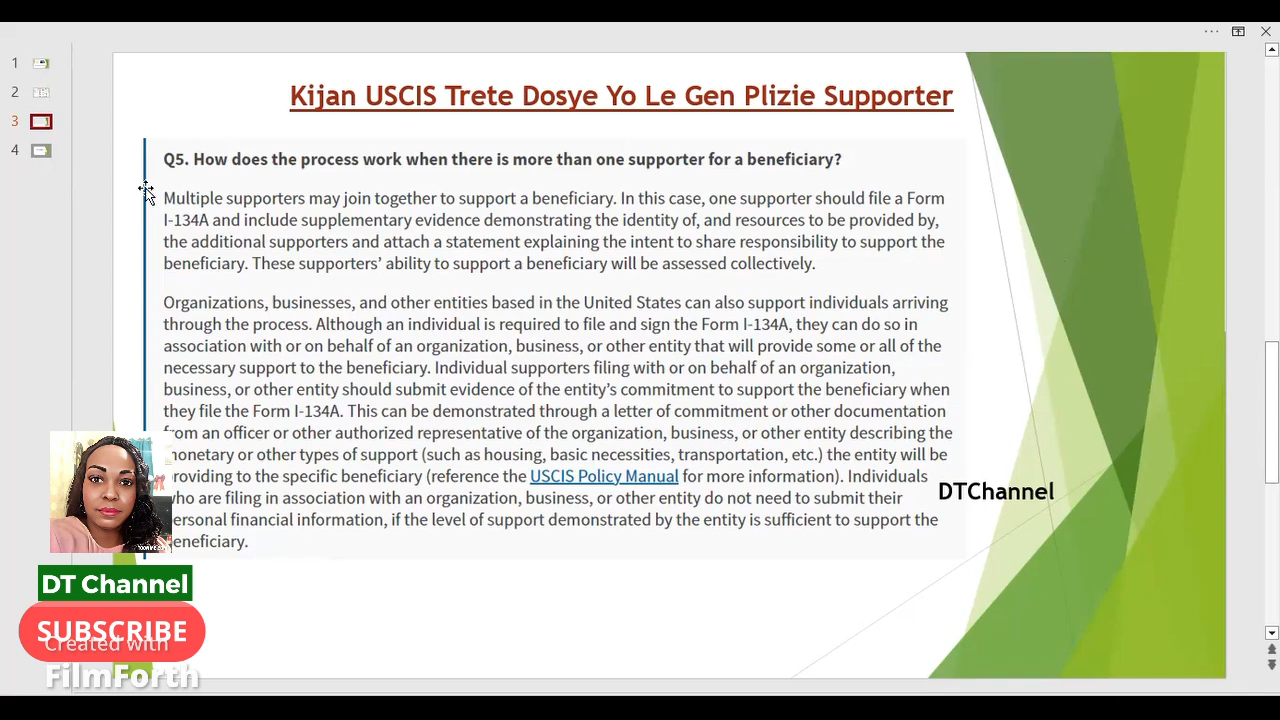 1
2
3
4
Kijan USCIS Trete Dosye Yo Le Gen Plizie Supporter
Q5. How does the process work when there is more than one supporter for a beneficiary?
Multiple supporters may join together to support a beneficiary. In this case, one supporter should file a Form
I-134A and include supplementary evidence demonstrating the identity of, and resources to be provided by,
the additional supporters and attach a statement explaining the intent to share responsibility to support the
beneficiary. These supporters’ ability to support a beneficiary will be assessed collectively.
Organizations, businesses, and other entities based in the United States can also support individuals arriving
through the process. Although an individual is required to file and sign the Form I-134A, they can do so in
association with or on behalf of an organization, business, or other entity that will provide some or all of the
necessary support to the beneficiary. Individual supporters filing with or on behalf of an organization,
business, or other entity should submit evidence of the entity’s commitment to support the beneficiary when
they file the Form I-134A. This can be demonstrated through a letter of commitment or other documentation
from an officer or other authorized representative of the organization, business, or other entity describing the
monetary or other types of support (such as housing, basic necessities, transportation, etc.) the entity will be
providing to the specific beneficiary (reference the USCIS Policy Manual for more information). Individuals
who are filing in association with an organization, business, or other entity do not need to submit their
personal financial information, if the level of support demonstrated by the entity is sufficient to support the
beneficiary.
DTChannel
DT Channel
SUBSCRIBE
Created with
FilmForth